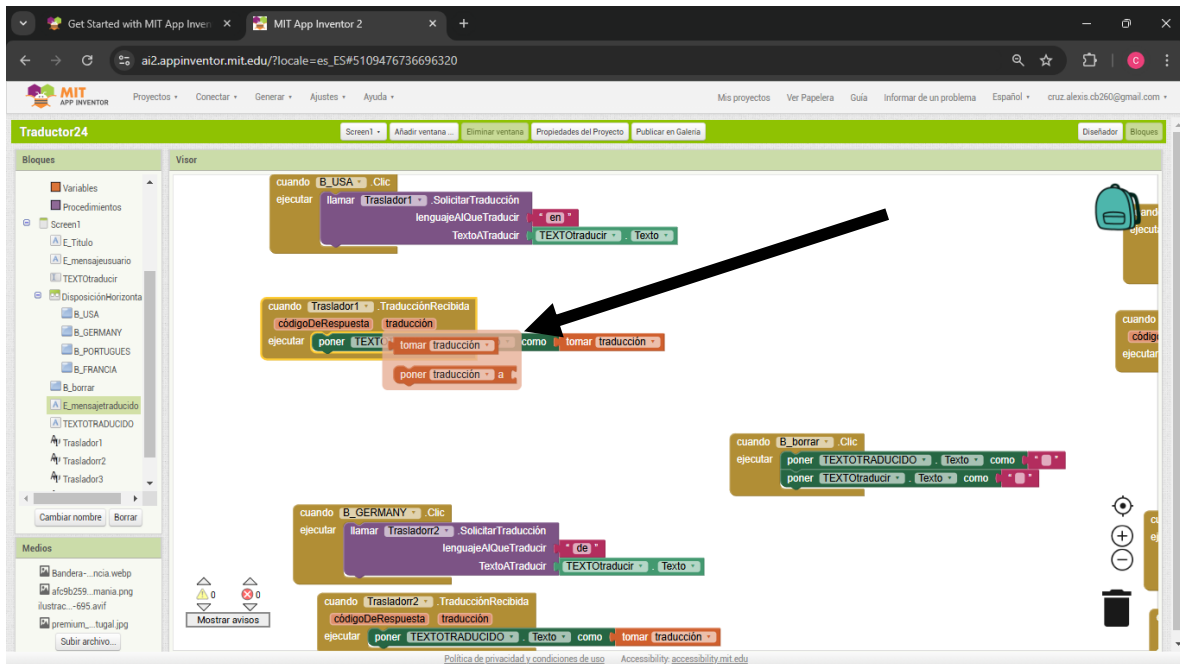 Get Started with MIT App Inven
MIT App Inventor 2
ai2.appinventor.mit.edu/?locale=es_ES#5109476736696320
C
MIT
APP INVENTOR
Proyectos
Conectar
Generar
Ajustes
Ayuda
Mis proyectos
Ver Papelera
Guía
Informar de un problema
Español
cruz.alexis.cb260@gmail.com
Traductor24
Screen1
Añadir ventana ...
Eliminar ventana
Propiedades del Proyecto
Publicar en Galería
Diseñador
Bloques
Bloques
Visor
Variables
Procedimientos
Screen1
E_Titulo
E_mensajeusuario
TEXTOtraducir
DisposiciónHorizonta
B_USA
B_GERMANY
B_PORTUGUES
B_FRANCIA
B_borrar
E_mensajetraducido
TEXTOTRADUCIDO
Traslador1
Trasladorr2
Traslador3
Cambiar nombre
Borrar
Medios
Bandera-...ncia.webp
afc9b259...mania.png
ilustrac...-695.avif
premium_...tugal.jpg
Subir archivo...
cuando B_USA .Clic
ejecutar llamar Traslador1 .SolicitarTraducción
lenguajeAlQueTraducir " en "
TextoATraducir TEXTOtraducir . Texto
cuando Traslador1 .TraducciónRecibida
códigoDeRespuesta traducción
ejecutar poner como tomar traducción
tomar traducción
poner traducción a
cuando B_borrar .Clic
ejecutar poner TEXTOTRADUCIDO . Texto como " "
poner TEXTOtraducir . Texto como " "
cuando B_GERMANY .Clic
ejecutar llamar Trasladorr2 .SolicitarTraducción
lenguajeAlQueTraducir " de "
TextoATraducir TEXTOtraducir . Texto
cuando Trasladorr2 .TraducciónRecibida
códigoDeRespuesta traducción
ejecutar poner TEXTOTRADUCIDO . Texto como tomar traducción
cuando
ejecutar
0
0
Mostrar avisos
Política de privacidad y condiciones de uso
Accessibility: accessibility.mit.edu